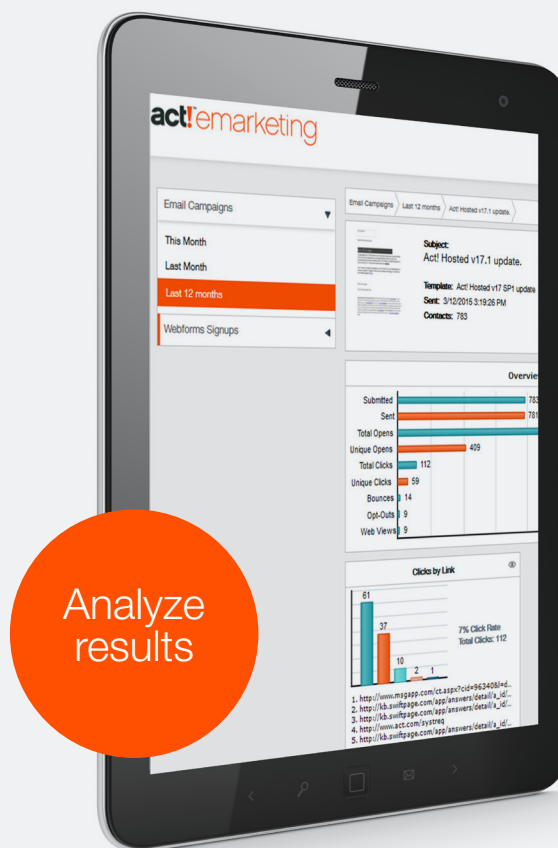 act! emarketing
Email Campaigns
This Month
Last Month
Last 12 months
Webforms Signups
Email Campaigns
Last 12 months
Act! Hosted v17.1 update.
Subject:
Act! Hosted v17.1 update.
Template: Act! Hosted v17 SP1 update
Sent: 3/12/2015 3:19:26 PM
Contacts: 783
Overvie
Submitted 783
Sent 781
Total Opens
Unique Opens 409
Total Clicks 112
Unique Clicks 59
Bounces 14
Opt-Outs 9
Web Views 9
Clicks by Link
61
37
10
2
1
7% Click Rate
Total Clicks: 112
1. http://www.msgapp.com/ct.aspx?cid=96340&l=d..
2. http://kb.swiftpage.com/app/answers/detail/a_id/..
3. http://kb.swiftpage.com/app/answers/detail/a_id/..
4. http://www.act.com/systreq
5. http://kb.swiftpage.com/app/answers/detail/a_id/..
Analyze
results